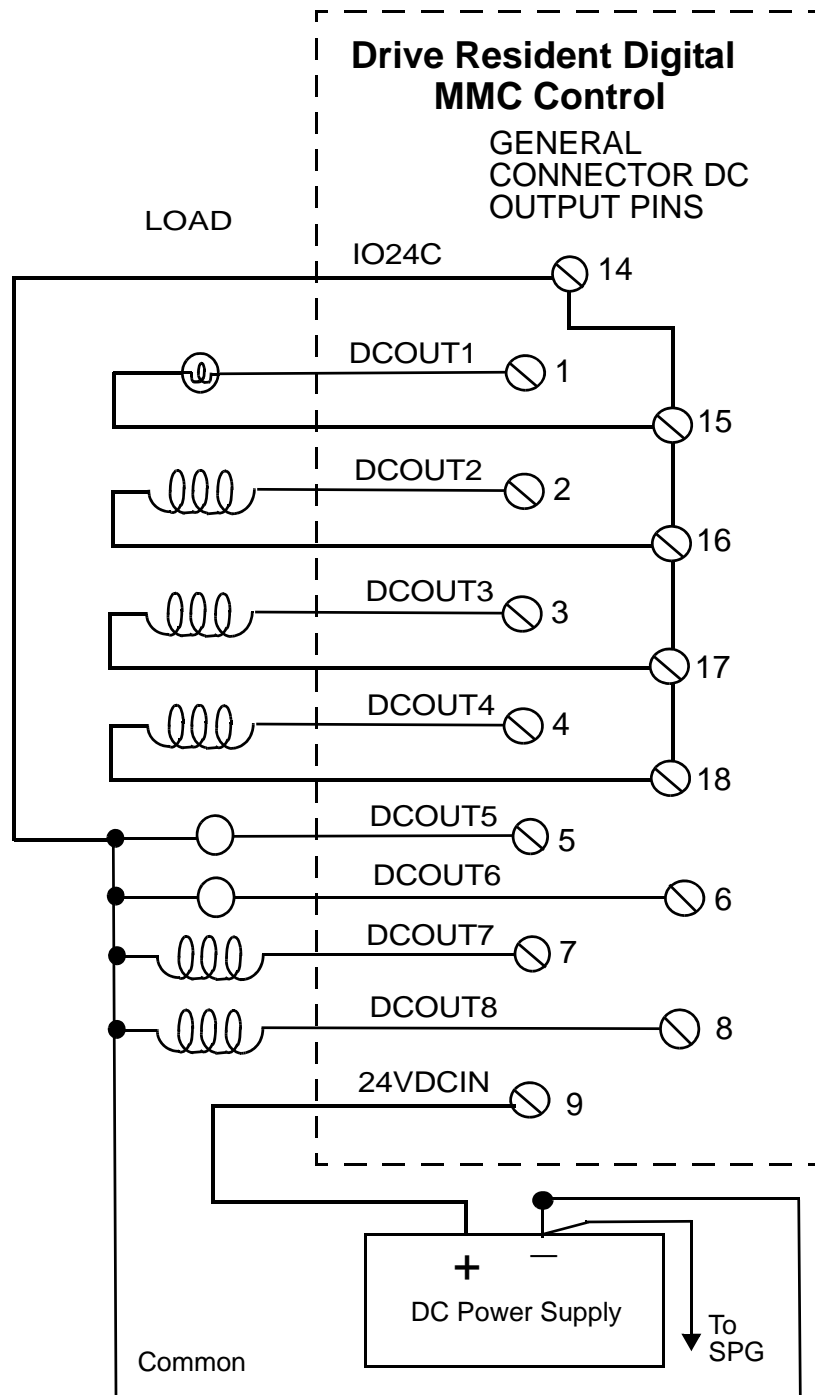 Drive Resident Digital
MMC Control
GENERAL
CONNECTOR DC
OUTPUT PINS
LOAD
IO24C
14
DCOUT1
1
15
DCOUT2
2
16
DCOUT3
3
17
DCOUT4
4
18
DCOUT5
5
DCOUT6
6
DCOUT7
7
DCOUT8
8
24VDCIN
9
+ —
DC Power Supply
To
SPG
Common